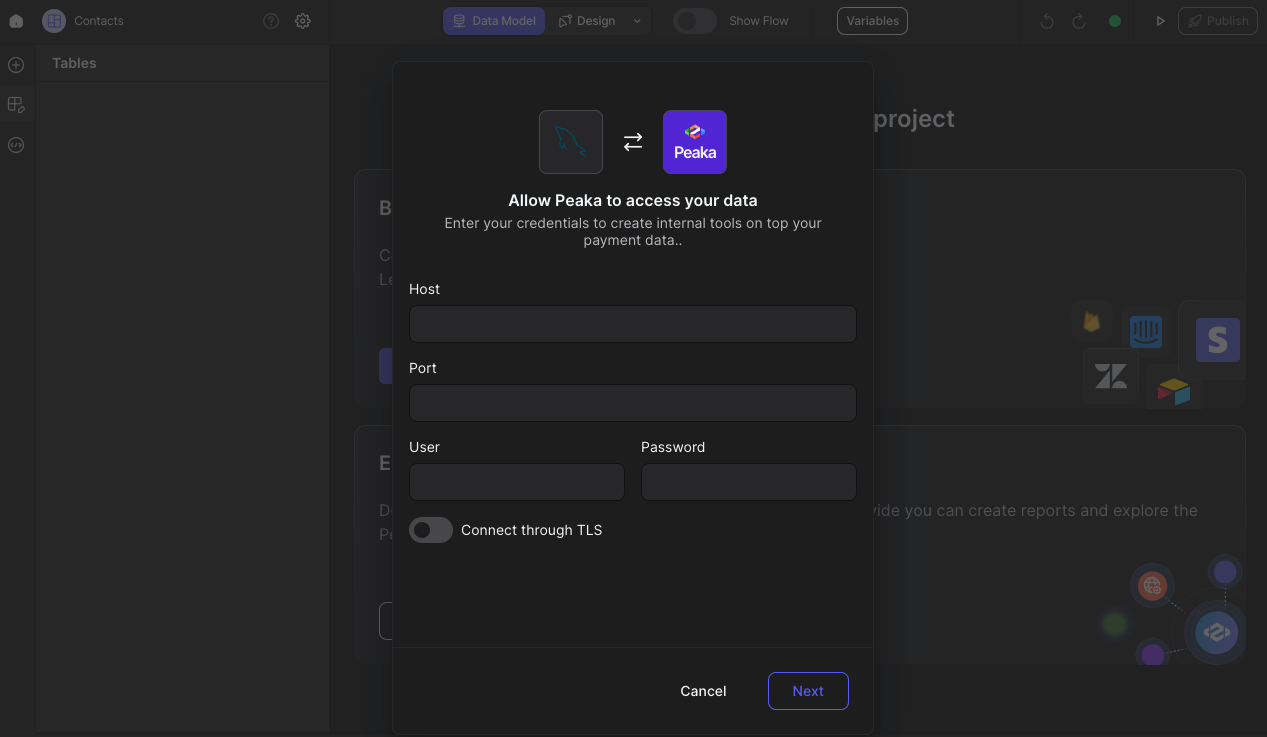 Contacts
Data Model
Design
Show Flow
Variables
Publish
Tables
project
Peaka
Allow Peaka to access your data
Enter your credentials to create internal tools on top your
payment data..
Host
Port
User
Password
Connect through TLS
vide you can create reports and explore the
Cancel
Next